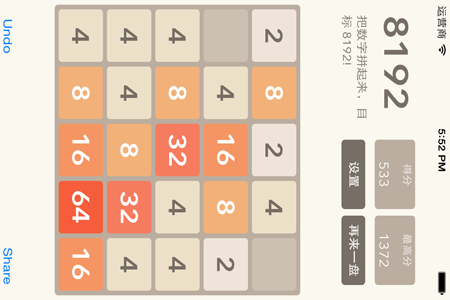 运营商 5:52 PM
8192
得分
533
最高分
1372
把数字拼起来，目
标 8192!
设置
再来一盘
2 8 2 4
4 16 8 2
4 8 32 4 4
4 4 8 32 4
4 8 16 64 16
Undo Share